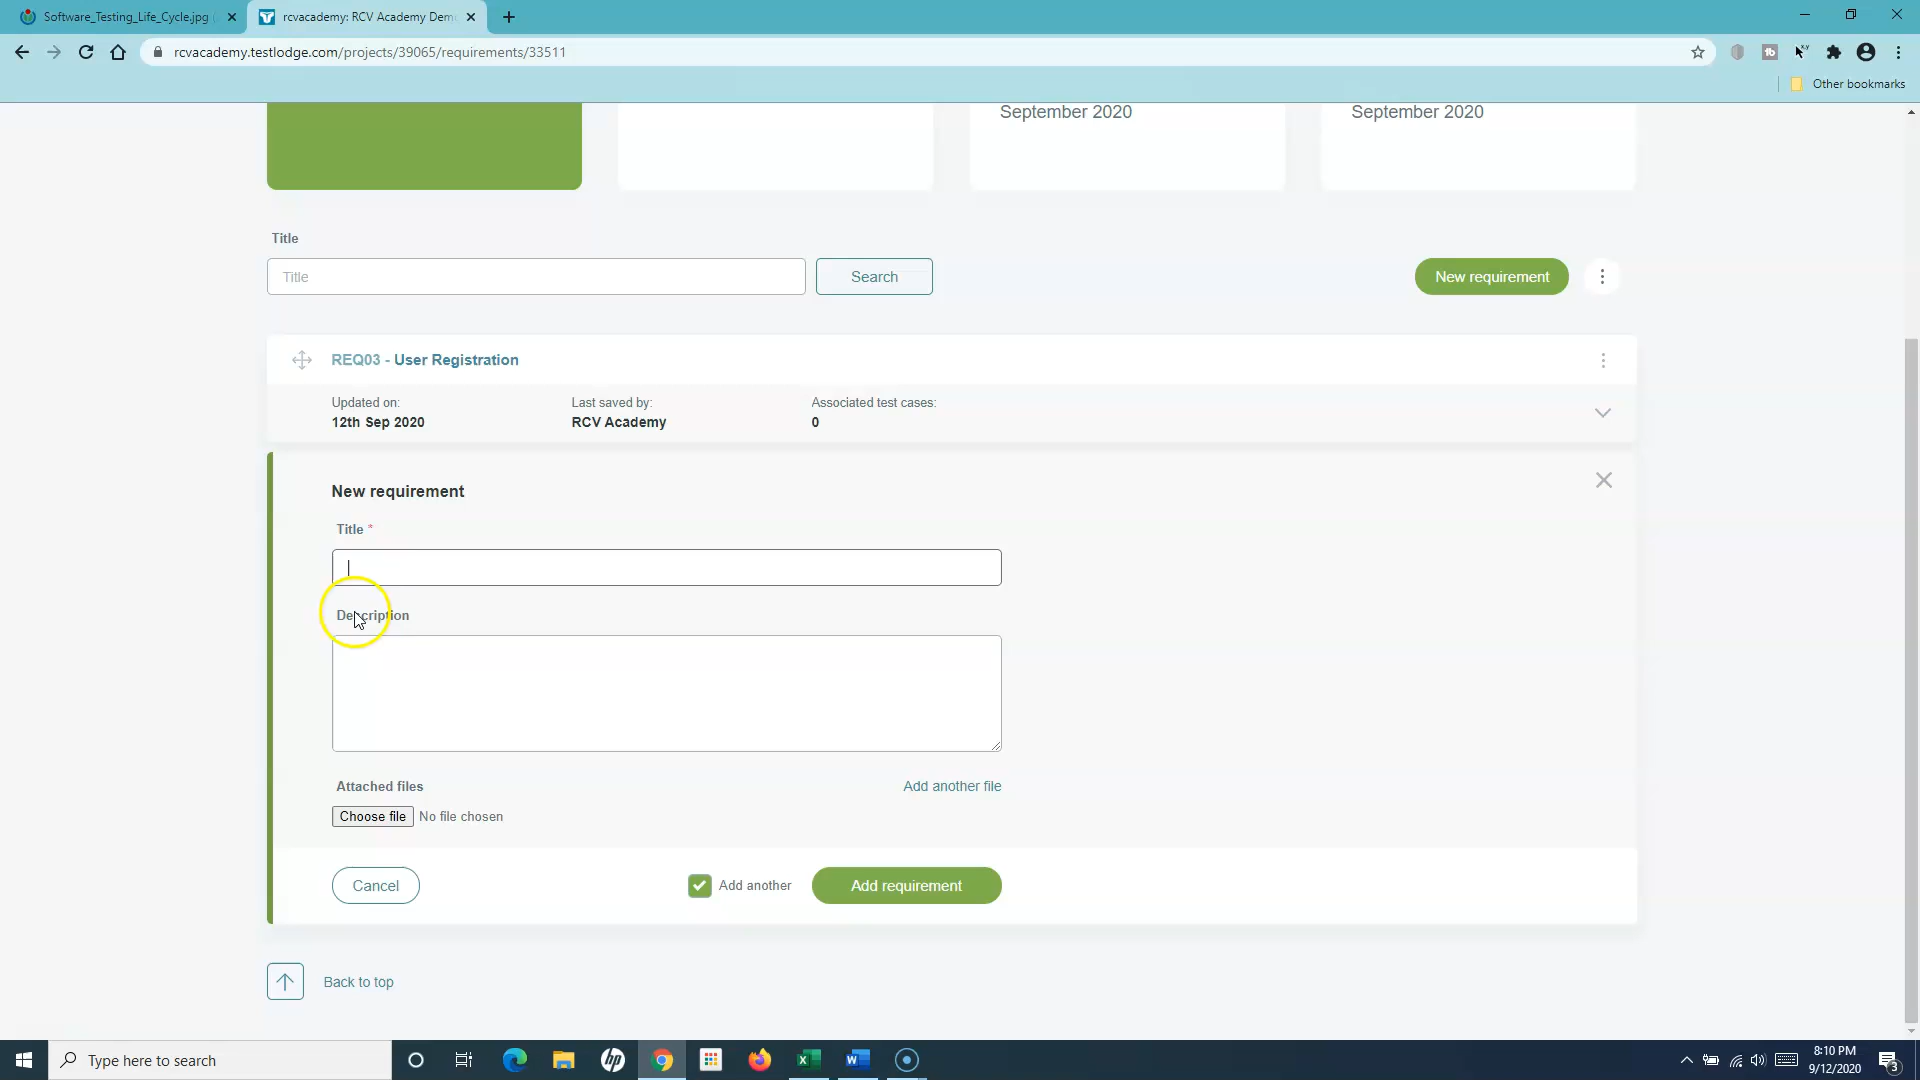 Software_Testing_Life_Cycle.jpg (
rcvacademy: RCV Academy Dem
rcvacademy.testlodge.com/projects/39065/requirements/33511
Other bookmarks
September 2020
September 2020
Title
Title
Search
New requirement
REQ03 - User Registration
Updated on:
Last saved by:
Associated test cases:
12th Sep 2020
RCV Academy
0
New requirement
Title *
Description
Attached files
Add another file
Choose file
No file chosen
Cancel
Add another
Add requirement
Back to top
Type here to search
8:10 PM
9/12/2020
3